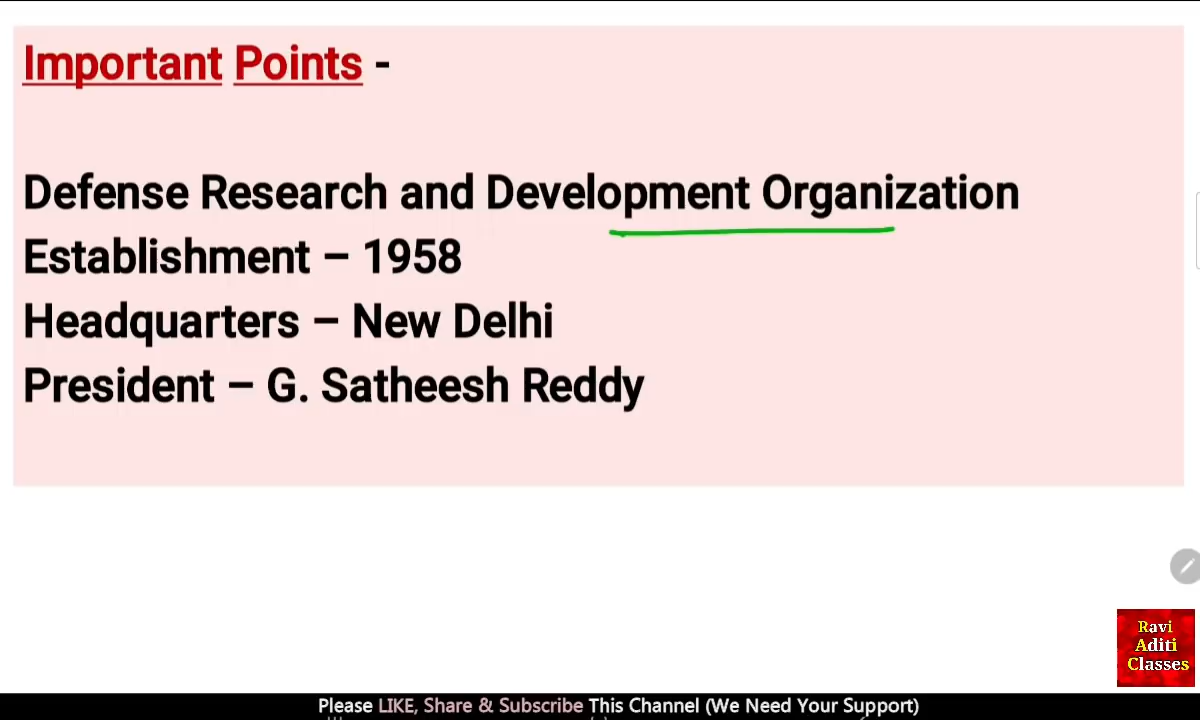 Important Points -
Defense Research and Development Organization
Establishment – 1958
Headquarters – New Delhi
President – G. Satheesh Reddy
Ravi
Aditi
Classes
Please LIKE, Share & Subscribe This Channel (We Need Your Support)